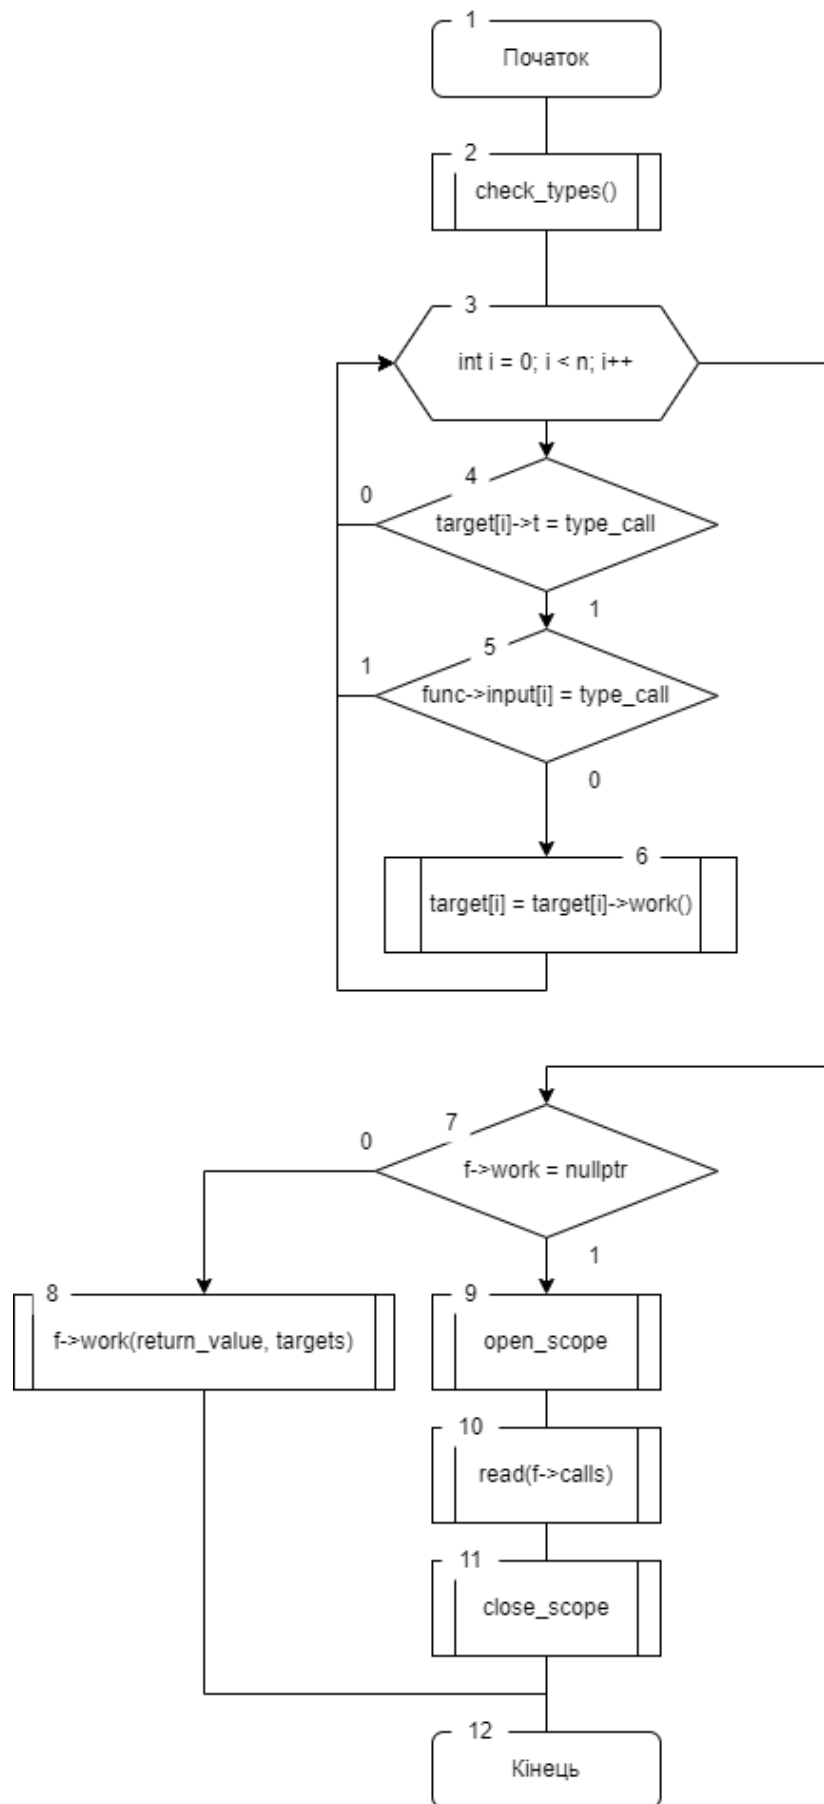 1
Початок
2
check_types()
3
int i = 0; i < n; i++
4
0
target[i]->t = type_call
1
5
1
func->input[i] = type_call
0
6
target[i] = target[i]->work()
7
0
f->work = nullptr
1
8
f->work(return_value, targets)
9
open_scope
10
read(f->calls)
11
close_scope
12
Кінець